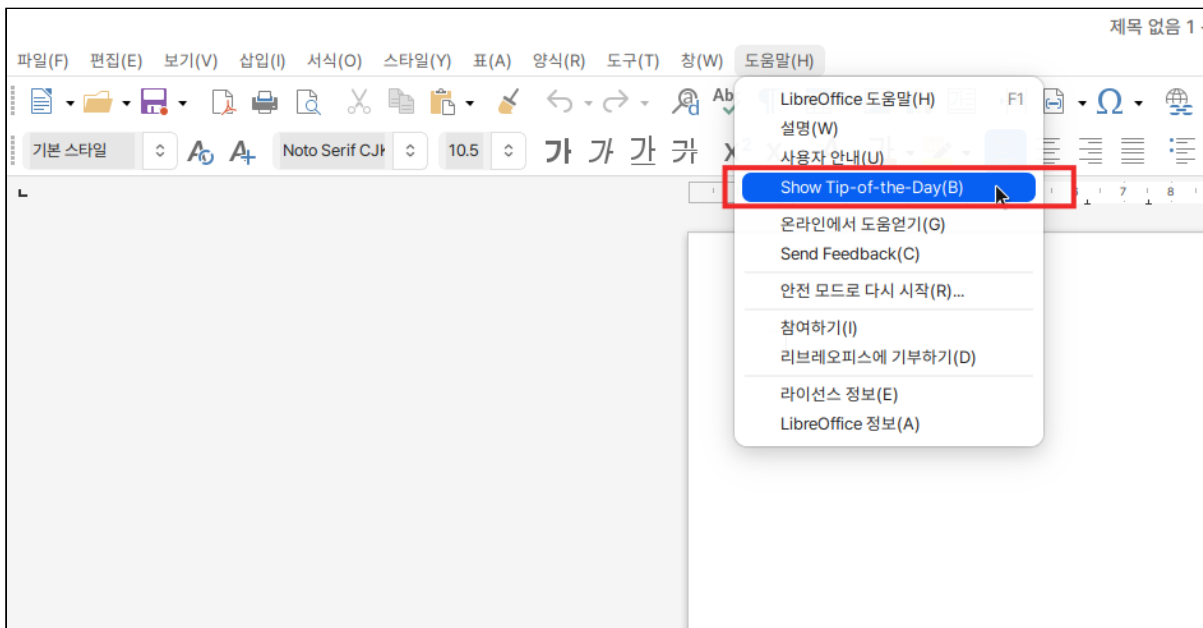 제목 없음 1
파일(F) 편집(E) 보기(V) 삽입(I) 서식(O) 스타일(Y) 표(A) 양식(R) 도구(T) 창(W) 도움말(H)
기본 스타일 Noto Serif CJK 10.5 가 가 가 가
LibreOffice 도움말(H) F1
설명(W)
사용자 안내(U)
Show Tip-of-the-Day(B)
온라인에서 도움얻기(G)
Send Feedback(C)
안전 모드로 다시 시작(R)...
참여하기(I)
리브레오피스에 기부하기(D)
라이선스 정보(E)
LibreOffice 정보(A)
7 8